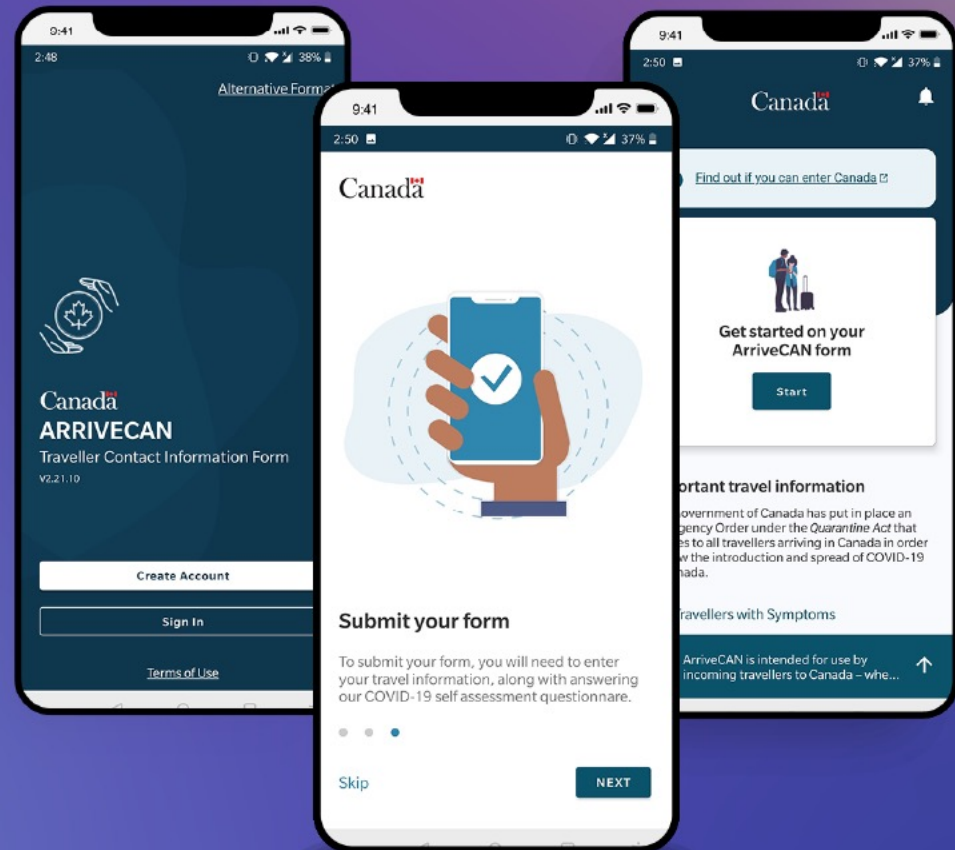 9:41
2:48
38%
Alternative Format
Canada
ARRIVECAN
Traveller Contact Information Form
V2.21.10
Create Account
Sign In
Terms of Use
9:41
2:50
37%
Canada
Submit your form
To submit your form, you will need to enter
your travel information, along with answering
our COVID-19 self assessment questionnare.
Skip
NEXT
9:41
2:50
37%
Canada
Find out if you can enter Canada
Get started on your
ArriveCAN form
Start
ortant travel information
overnment of Canada has put in place an
gency Order under the Quarantine Act that
es to all travellers arriving in Canada in order
w the introduction and spread of COVID-19
nada.
Travellers with Symptoms
ArriveCAN is intended for use by
incoming travellers to Canada – whe...